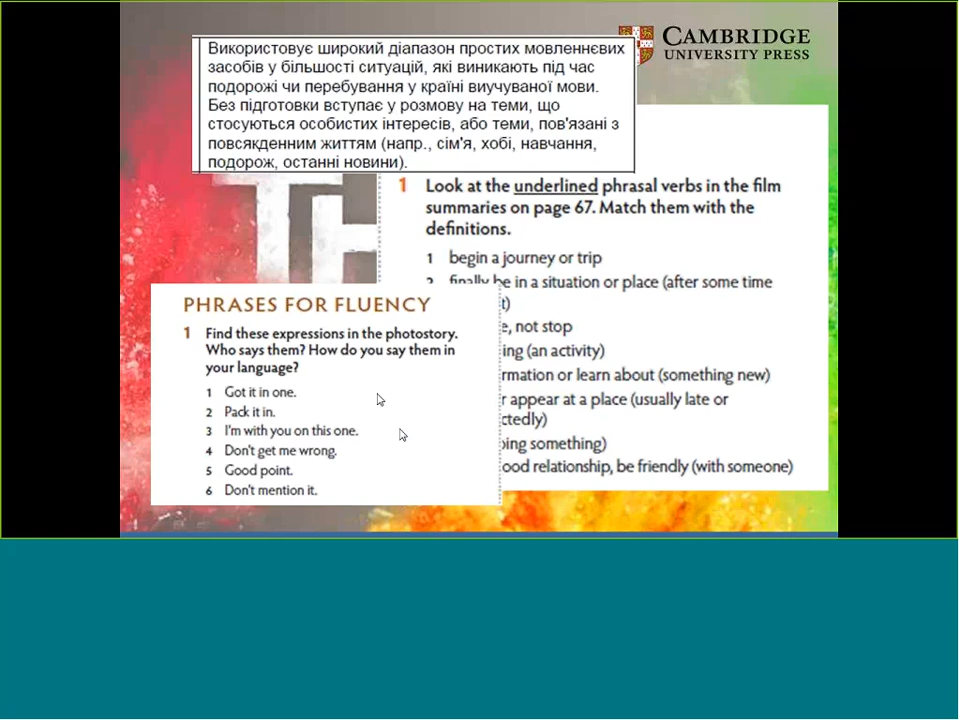 CAMBRIDGE
UNIVERSITY PRESS
Використовує широкий діапазон простих мовленнєвих
засобів у більшості ситуацій, які виникають під час
подорожі чи перебування у країні виучуваної мови.
Без підготовки вступає у розмову на теми, що
стосуються особистих інтересів, або теми, пов'язані з
повсякденним життям (напр., сім'я, хобі, навчання,
подорож, останні новини).
1 Look at the underlined phrasal verbs in the film
summaries on page 67. Match them with the
definitions.
1 begin a journey or trip
2 finally be in a situation or place (after some time
not stop
(an activity)
or learn about (something new)
appear at a place (usually late or
something)
relationship, be friendly (with someone)
PHRASES FOR FLUENCY
1 Find these expressions in the photostory.
Who says them? How do you say them in
your language?
1 Got it in one.
2 Pack it in.
3 I'm with you on this one.
4 Don't get me wrong.
5 Good point.
6 Don't mention it.